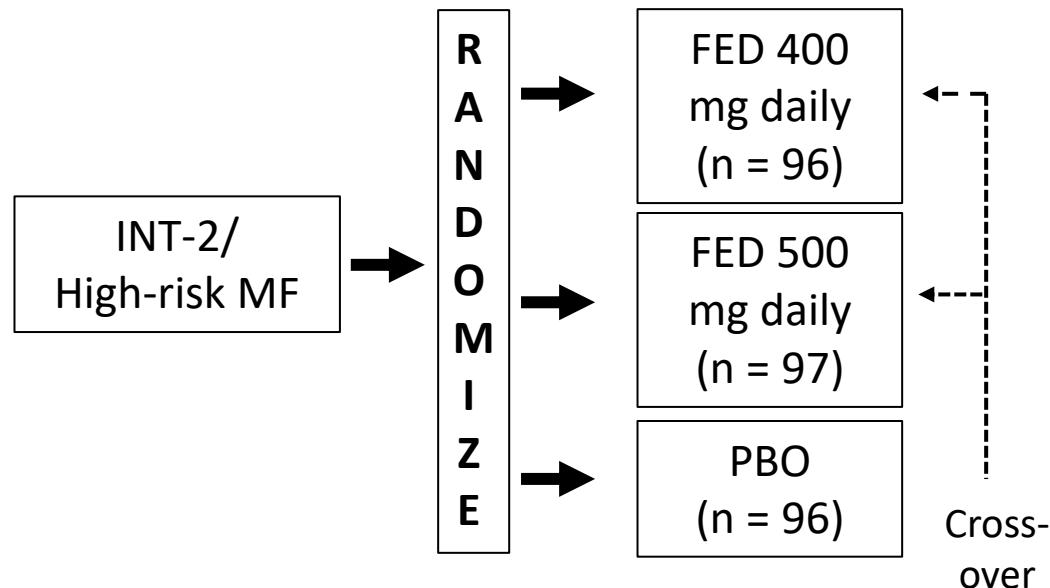 INT-2/
High-risk MF
RANDOMIZE
FED 400
mg daily
(n = 96)
FED 500
mg daily
(n = 97)
PBO
(n = 96)
Cross-
over